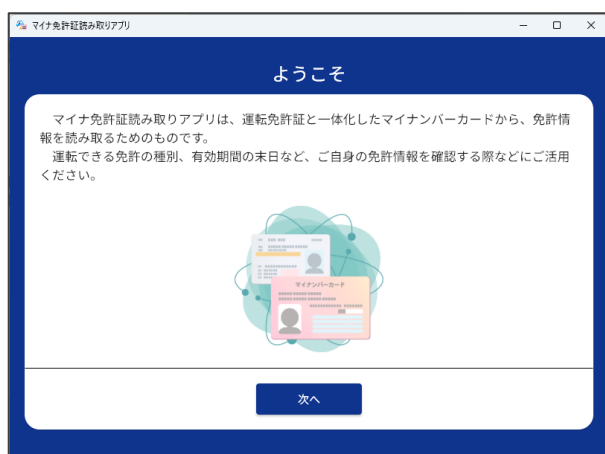 マイナ免許証読み取りアプリ
ようこそ
マイナ免許証読み取りアプリは、運転免許証と一体化したマイナンバーカードから、免許情
報を読み取るためのものです。
運転できる免許の種別、有効期間の末日など、ご自身の免許情報を確認する際などにご活用
ください。
マイナンバーカード
次へ